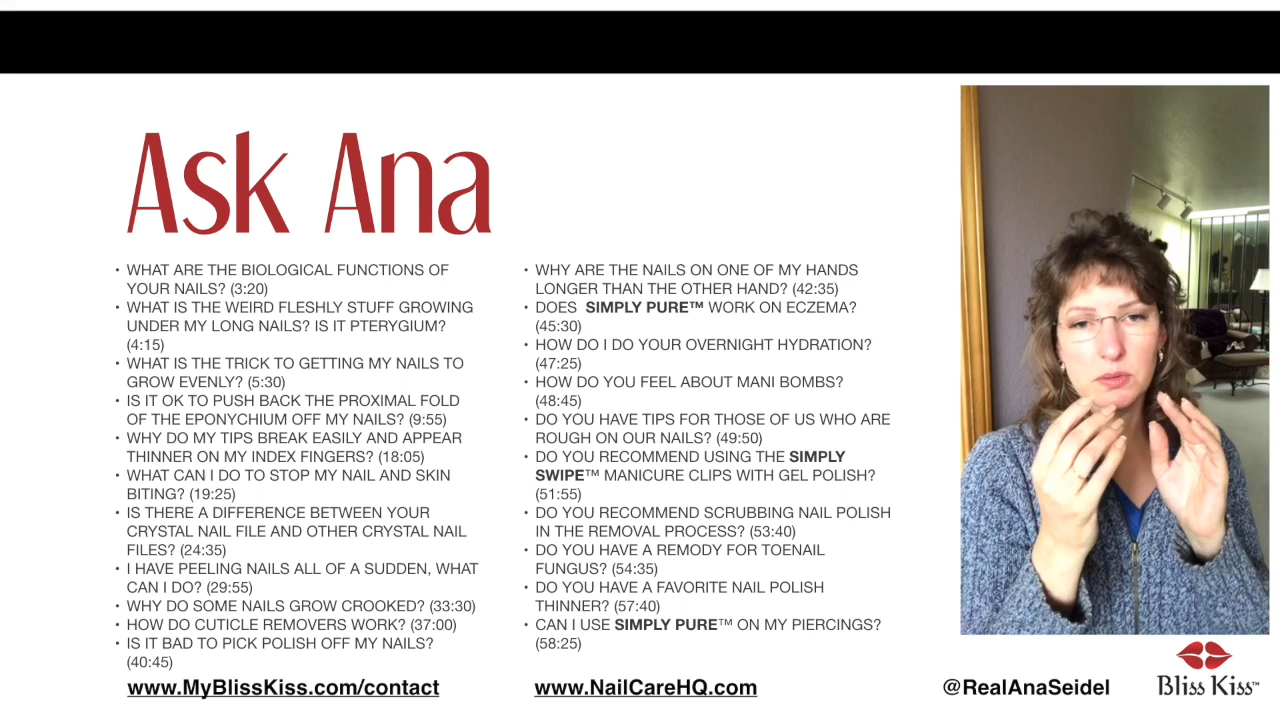 Ask Ana
• WHAT ARE THE BIOLOGICAL FUNCTIONS OF
YOUR NAILS? (3:20)
• WHAT IS THE WEIRD FLESHLY STUFF GROWING
UNDER MY LONG NAILS? IS IT PTERYGIUM?
(4:15)
• WHAT IS THE TRICK TO GETTING MY NAILS TO
GROW EVENLY? (5:30)
• IS IT OK TO PUSH BACK THE PROXIMAL FOLD
OF THE EPONYCHIUM OFF MY NAILS? (9:55)
• WHY DO MY TIPS BREAK EASILY AND APPEAR
THINNER ON MY INDEX FINGERS? (18:05)
• WHAT CAN I DO TO STOP MY NAIL AND SKIN
BITING? (19:25)
• IS THERE A DIFFERENCE BETWEEN YOUR
CRYSTAL NAIL FILE AND OTHER CRYSTAL NAIL
FILES? (24:35)
• I HAVE PEELING NAILS ALL OF A SUDDEN, WHAT
CAN I DO? (29:55)
• WHY DO SOME NAILS GROW CROOKED? (33:30)
• HOW DO CUTICLE REMOVERS WORK? (37:00)
• IS IT BAD TO PICK POLISH OFF MY NAILS?
(40:45)
• WHY ARE THE NAILS ON ONE OF MY HANDS
LONGER THAN THE OTHER HAND? (42:35)
• DOES SIMPLY PURE™ WORK ON ECZEMA?
(45:30)
• HOW DO I DO YOUR OVERNIGHT HYDRATION?
(47:25)
• HOW DO YOU FEEL ABOUT MANI BOMBS?
(48:45)
• DO YOU HAVE TIPS FOR THOSE OF US WHO ARE
ROUGH ON OUR NAILS? (49:50)
• DO YOU RECOMMEND USING THE SIMPLY
SWIPE™ MANICURE CLIPS WITH GEL POLISH?
(51:55)
• DO YOU RECOMMEND SCRUBBING NAIL POLISH
IN THE REMOVAL PROCESS? (53:40)
• DO YOU HAVE A REMODY FOR TOENAIL
FUNGUS? (54:35)
• DO YOU HAVE A FAVORITE NAIL POLISH
THINNER? (57:40)
• CAN I USE SIMPLY PURE™ ON MY PIERCINGS?
(58:25)
www.MyBlissKiss.com/contact
www.NailCareHQ.com
@RealAnaSeidel
Bliss Kiss™